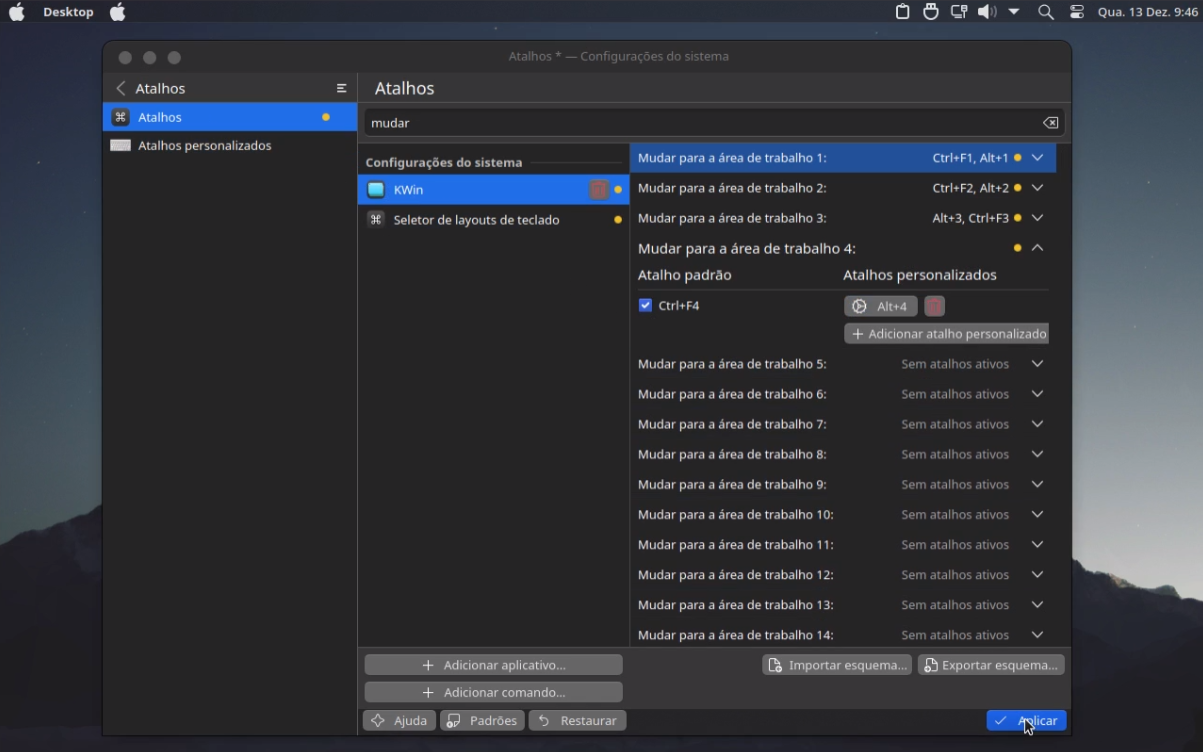 Desktop
Qua. 13 Dez. 9:46
Atalhos * — Configurações do sistema
Atalhos
Atalhos
Atalhos personalizados
Atalhos
mudar
Configurações do sistema
KWin
Seletor de layouts de teclado
Mudar para a área de trabalho 1: Ctrl+F1, Alt+1
Mudar para a área de trabalho 2: Ctrl+F2, Alt+2
Mudar para a área de trabalho 3: Alt+3, Ctrl+F3
Mudar para a área de trabalho 4:
Atalho padrão Atalhos personalizados
Ctrl+F4 Alt+4
+ Adicionar atalho personalizado
Mudar para a área de trabalho 5: Sem atalhos ativos
Mudar para a área de trabalho 6: Sem atalhos ativos
Mudar para a área de trabalho 7: Sem atalhos ativos
Mudar para a área de trabalho 8: Sem atalhos ativos
Mudar para a área de trabalho 9: Sem atalhos ativos
Mudar para a área de trabalho 10: Sem atalhos ativos
Mudar para a área de trabalho 11: Sem atalhos ativos
Mudar para a área de trabalho 12: Sem atalhos ativos
Mudar para a área de trabalho 13: Sem atalhos ativos
Mudar para a área de trabalho 14: Sem atalhos ativos
+ Adicionar aplicativo...
Importar esquema... Exportar esquema...
+ Adicionar comando...
Ajuda Padrões Restaurar Aplicar